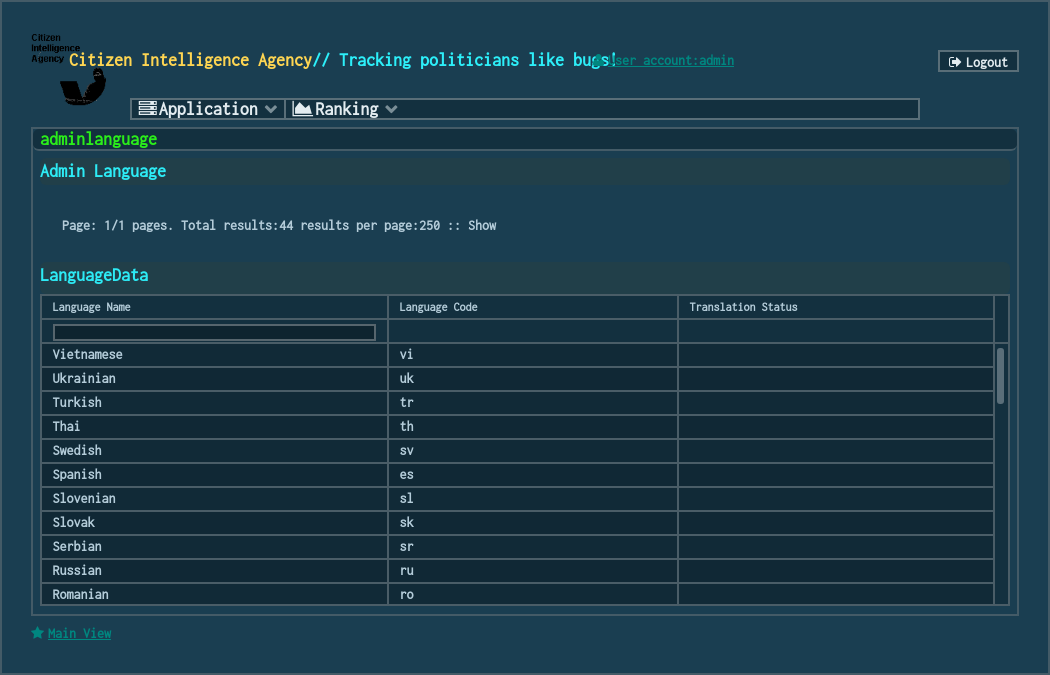 Citizen
Intelligence
Agency
Citizen Intelligence Agency// Tracking politicians like bugs!
User account:admin
Logout
Application
Ranking
adminlanguage
Admin Language
Page: 1/1 pages. Total results:44 results per page:250 :: Show
LanguageData
Language Name Language Code Translation Status
Vietnamese vi
Ukrainian uk
Turkish tr
Thai th
Swedish sv
Spanish es
Slovenian sl
Slovak sk
Serbian sr
Russian ru
Romanian ro
Main View